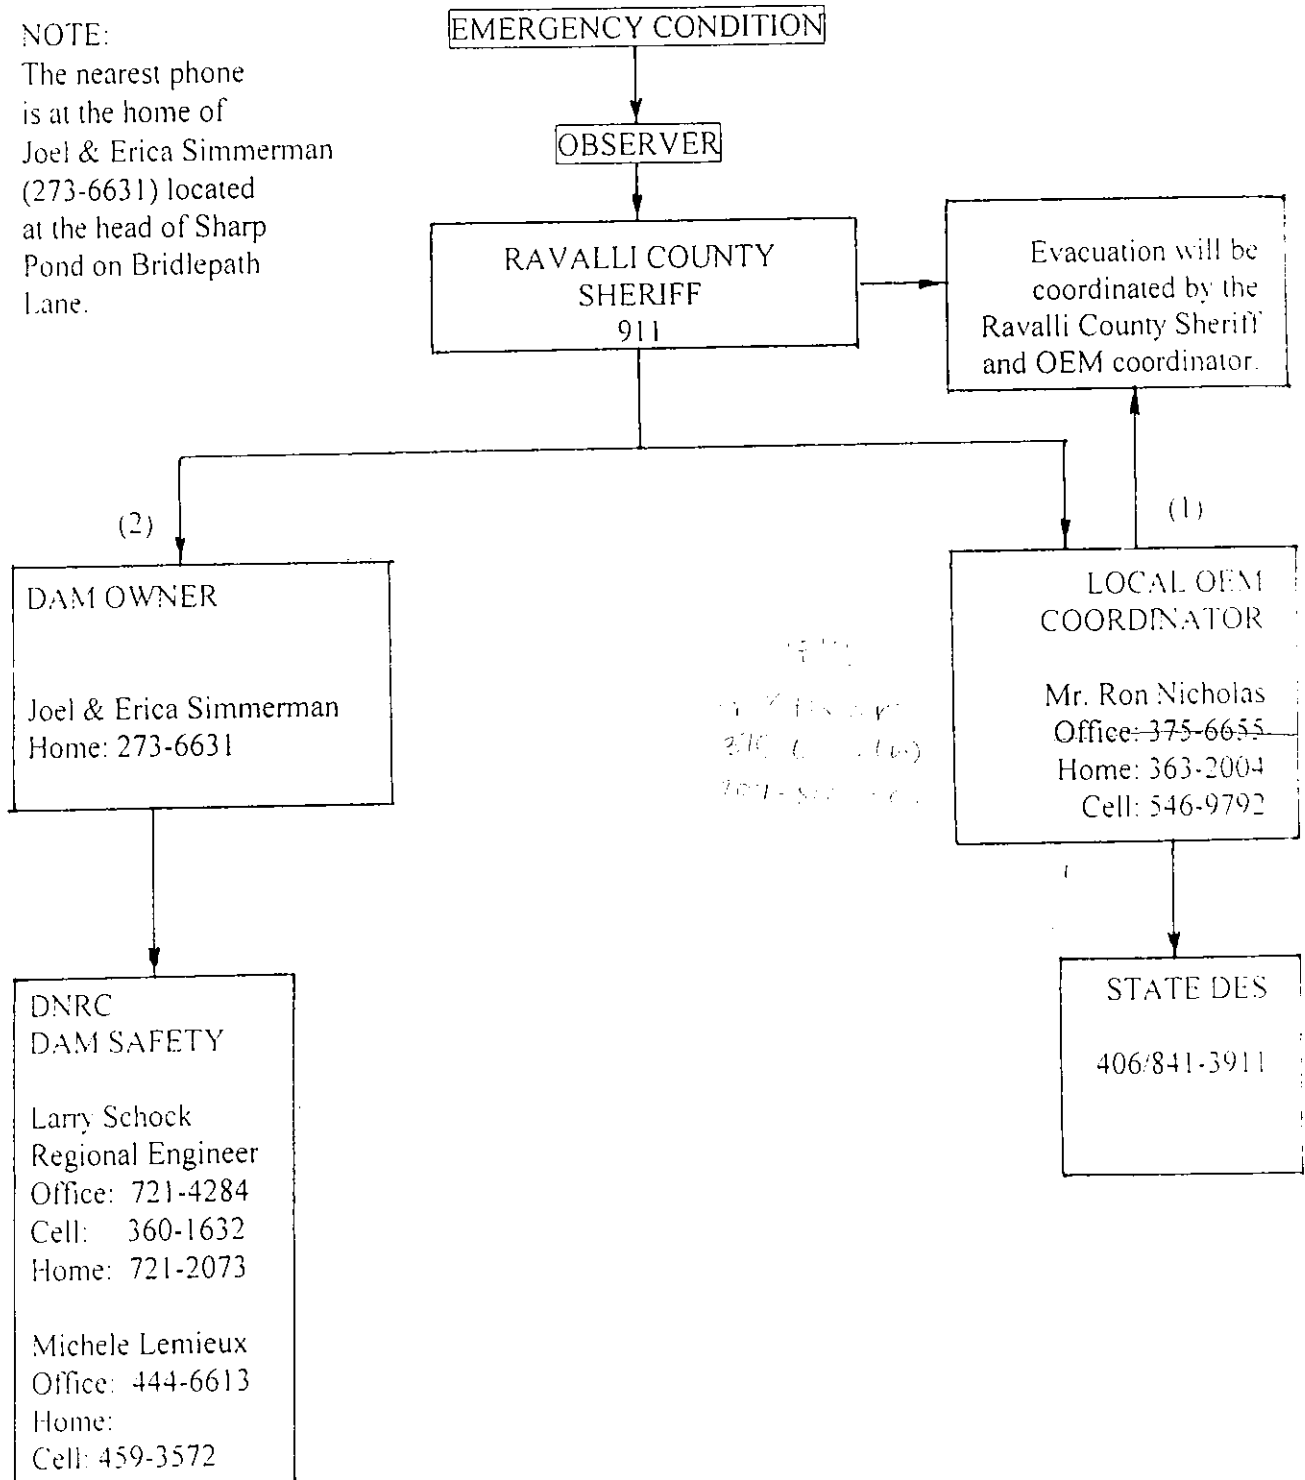 NOTE:
The nearest phone
is at the home of
Joel & Erica Simmerman
(273-6631) located
at the head of Sharp
Pond on Bridlepath
Lane.
EMERGENCY CONDITION
OBSERVER
RAVALLI COUNTY
SHERIFF
911
Evacuation will be
coordinated by the
Ravalli County Sheriff
and OEM coordinator.
(2)
(1)
DAM OWNER
Joel & Erica Simmerman
Home: 273-6631
LOCAL OEM
COORDINATOR
Mr. Ron Nicholas
Office: 375-6655
Home: 363-2004
Cell: 546-9792
DNRC
DAM SAFETY
Larry Schock
Regional Engineer
Office: 721-4284
Cell: 360-1632
Home: 721-2073
Michele Lemieux
Office: 444-6613
Home:
Cell: 459-3572
STATE DES
406/841-3911